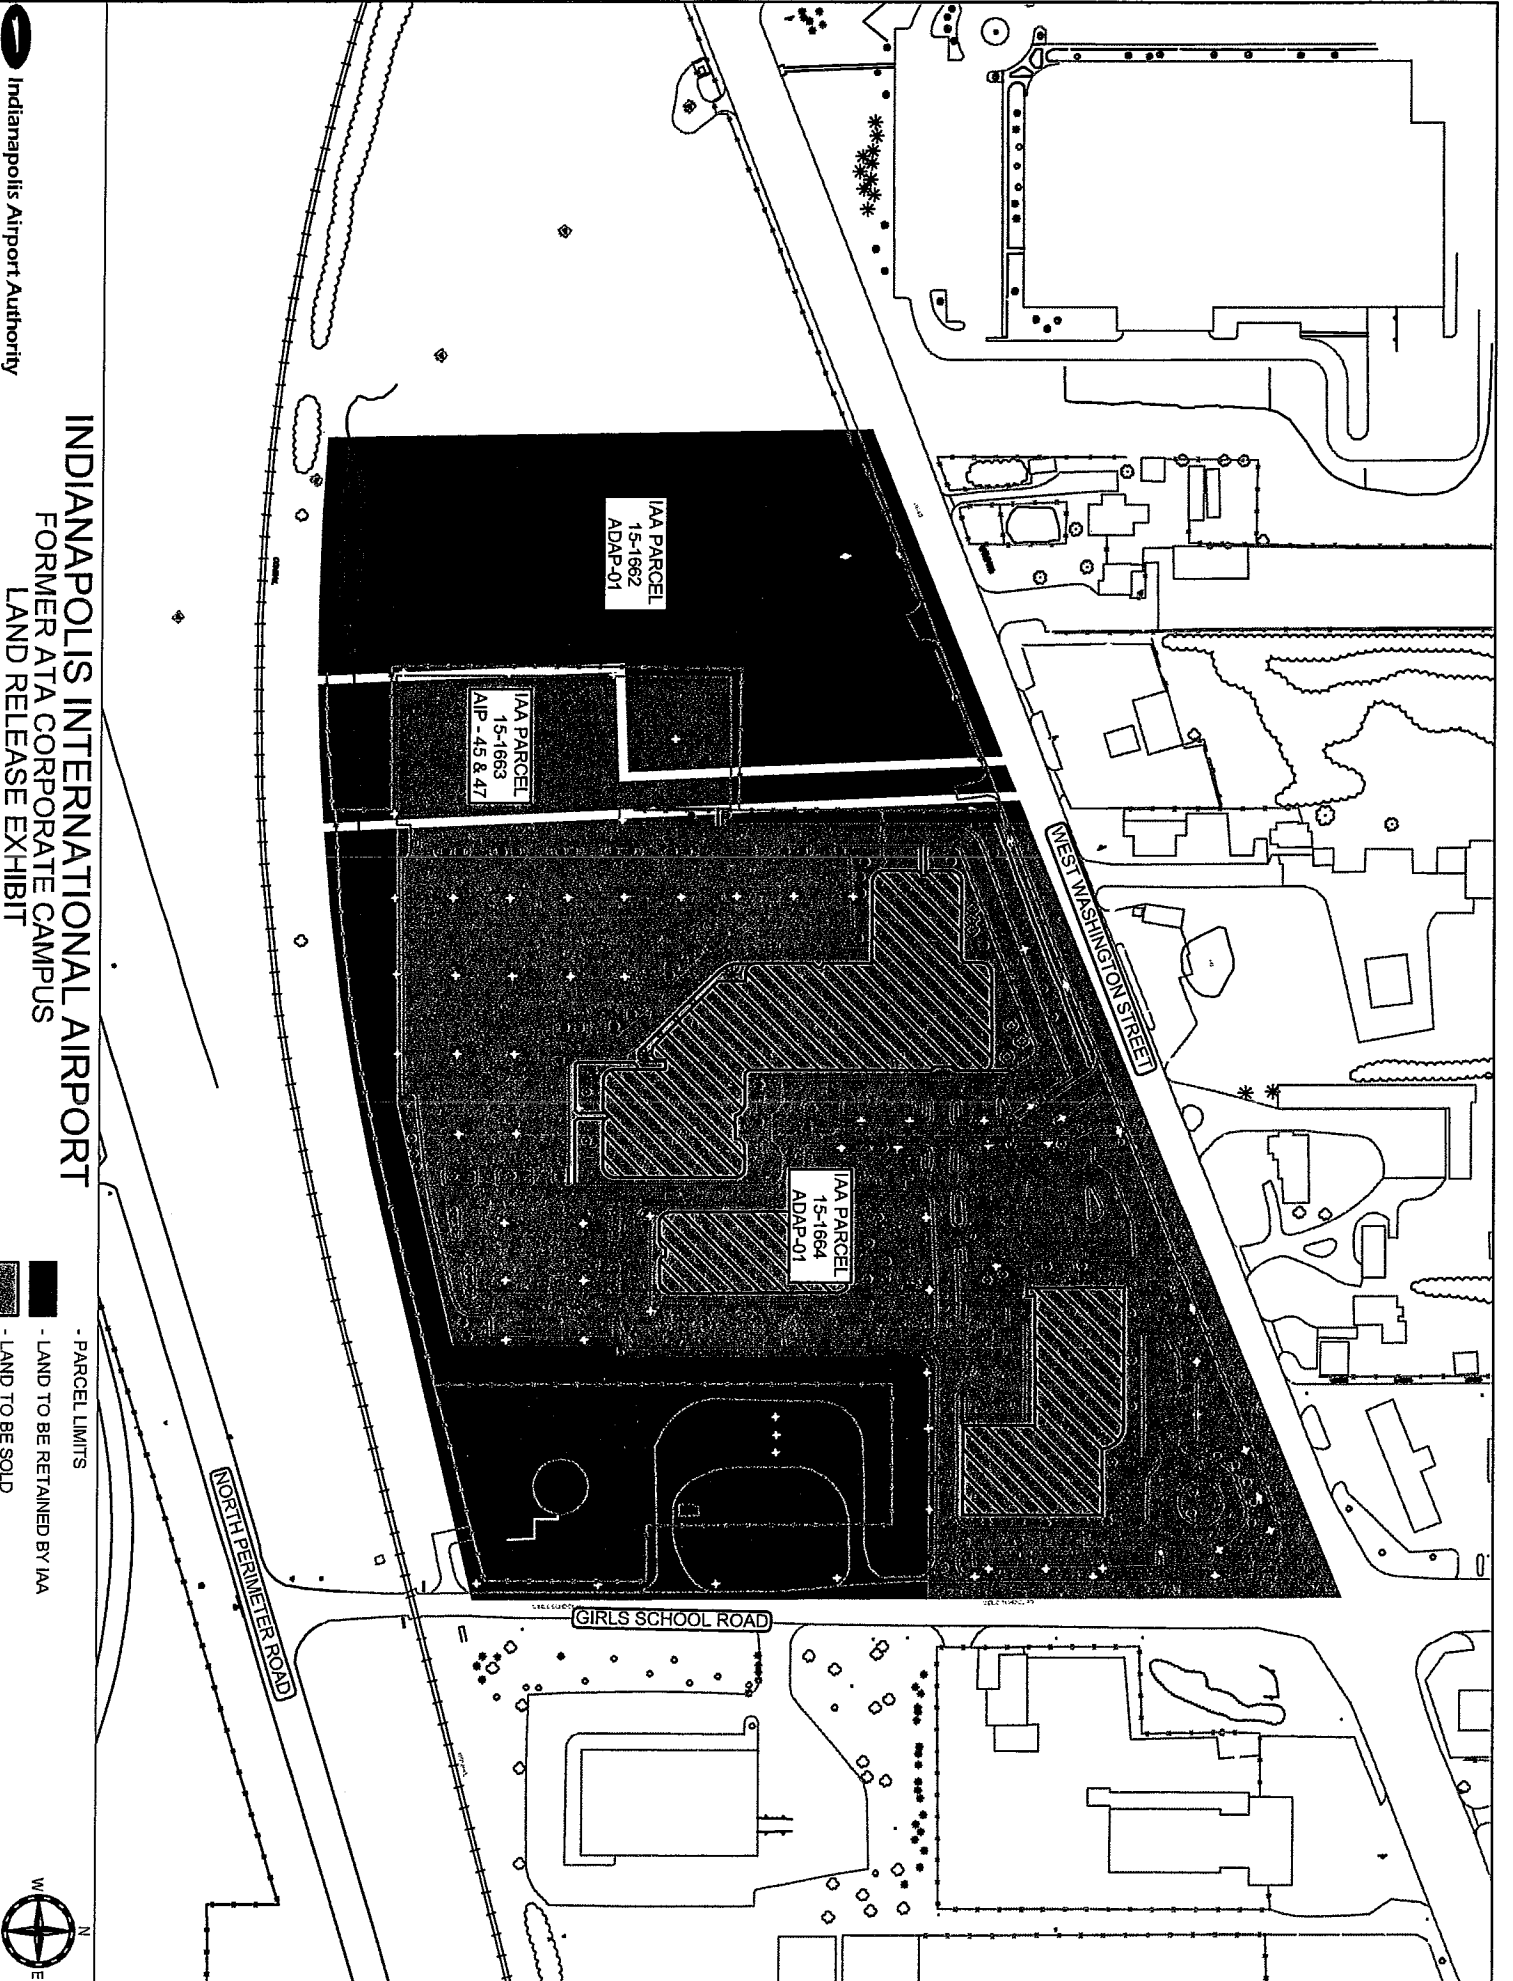 IAA PARCEL
15-1662
ADAP-01
IAA PARCEL
15-1663
AIP - 45 & 47
IAA PARCEL
15-1664
ADAP-01
WEST WASHINGTON STREET
GIRLS SCHOOL ROAD
NORTH PERIMETER ROAD
Indianapolis Airport Authority
INDIANAPOLIS INTERNATIONAL AIRPORT
FORMER ATA CORPORATE CAMPUS
LAND RELEASE EXHIBIT
- PARCEL LIMITS
- LAND TO BE RETAINED BY IAA
- LAND TO BE SOLD
N
W
E